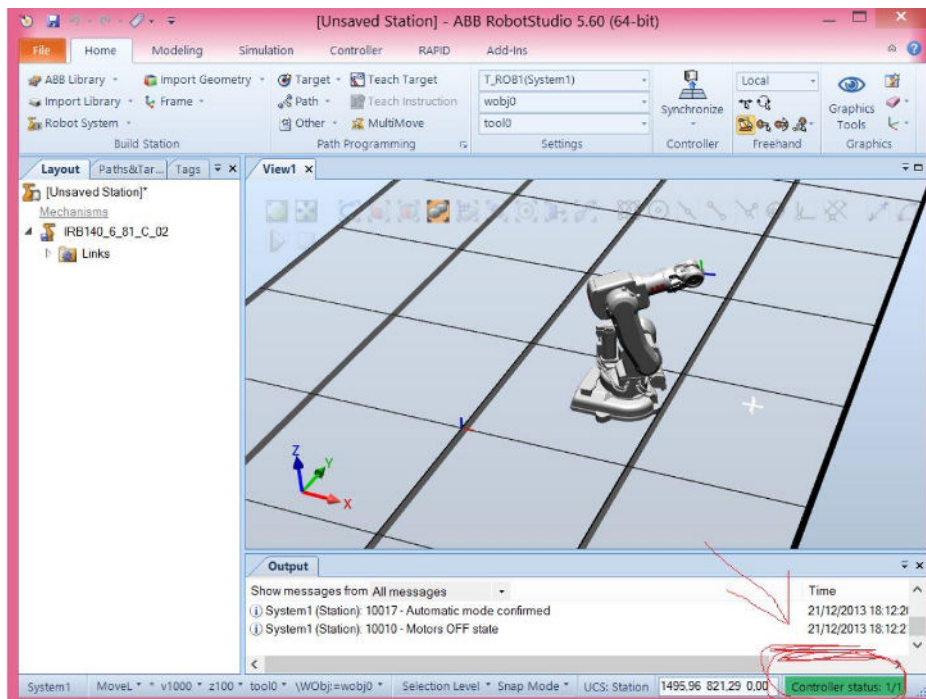 [Unsaved Station] - ABB RobotStudio 5.60 (64-bit)
File Home Modeling Simulation Controller RAPID Add-Ins
ABB Library Import Geometry Target Teach Target T_ROB1(System1) Local
Import Library Frame Path Teach Instruction wobj0 Synchronize Graphics Tools
Robot System Other MultiMove tool0
Build Station Path Programming Settings Controller Freehand Graphics
Layout Paths&Tar... Tags View1
[Unsaved Station]*
Mechanisms
IRB140_6_81_C_02
Links
Z
Y
X
Output
Show messages from All messages Time
System1 (Station): 10017 - Automatic mode confirmed 21/12/2013 18:12:20
System1 (Station): 10010 - Motors OFF state 21/12/2013 18:12:2
System1 MoveL * * v1000 * z100 * tool0 * \WObj:=wobj0 * Selection Level * Snap Mode * UCS: Station 1495,96 821,29 0,00 Controller status: 1/1